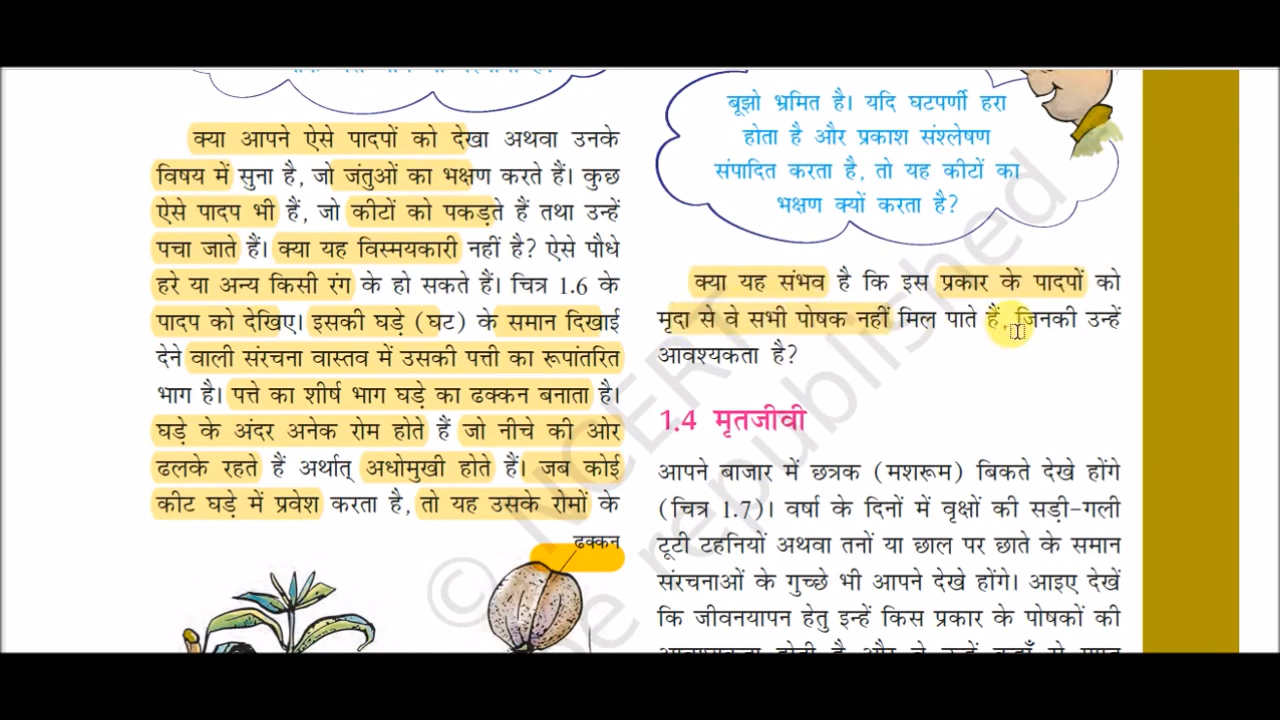 क्या आपने ऐसे पादपों को देखा अथवा उनके
विषय में सुना है, जो जंतुओं का भक्षण करते हैं। कुछ
ऐसे पादप भी हैं, जो कीटों को पकड़ते हैं तथा उन्हें
पचा जाते हैं। क्या यह विस्मयकारी नहीं है? ऐसे पौधे
हरे या अन्य किसी रंग के हो सकते हैं। चित्र 1.6 के
पादप को देखिए। इसकी घड़े (घट) के समान दिखाई
देने वाली संरचना वास्तव में उसकी पत्ती का रूपांतरित
भाग है। पत्ते का शीर्ष भाग घड़े का ढक्कन बनाता है।
घड़े के अंदर अनेक रोम होते हैं जो नीचे की ओर
ढलके रहते हैं अर्थात् अधोमुखी होते हैं। जब कोई
कीट घड़े में प्रवेश करता है, तो यह उसके रोमों के
ढक्कन
बूझो भ्रमित है। यदि घटपर्णी हरा
होता है और प्रकाश संश्लेषण
संपादित करता है, तो यह कीटों का
भक्षण क्यों करता है?
क्या यह संभव है कि इस प्रकार के पादपों को
मृदा से वे सभी पोषक नहीं मिल पाते हैं, जिनकी उन्हें
आवश्यकता है?
1.4 मृतजीवी
आपने बाजार में छत्रक (मशरूम) बिकते देखे होंगे
(चित्र 1.7)। वर्षा के दिनों में वृक्षों की सड़ी-गली
टूटी टहनियों अथवा तनों या छाल पर छाते के समान
संरचनाओं के गुच्छे भी आपने देखे होंगे। आइए देखें
कि जीवनयापन हेतु इन्हें किस प्रकार के पोषकों की
© NCERT
be republished